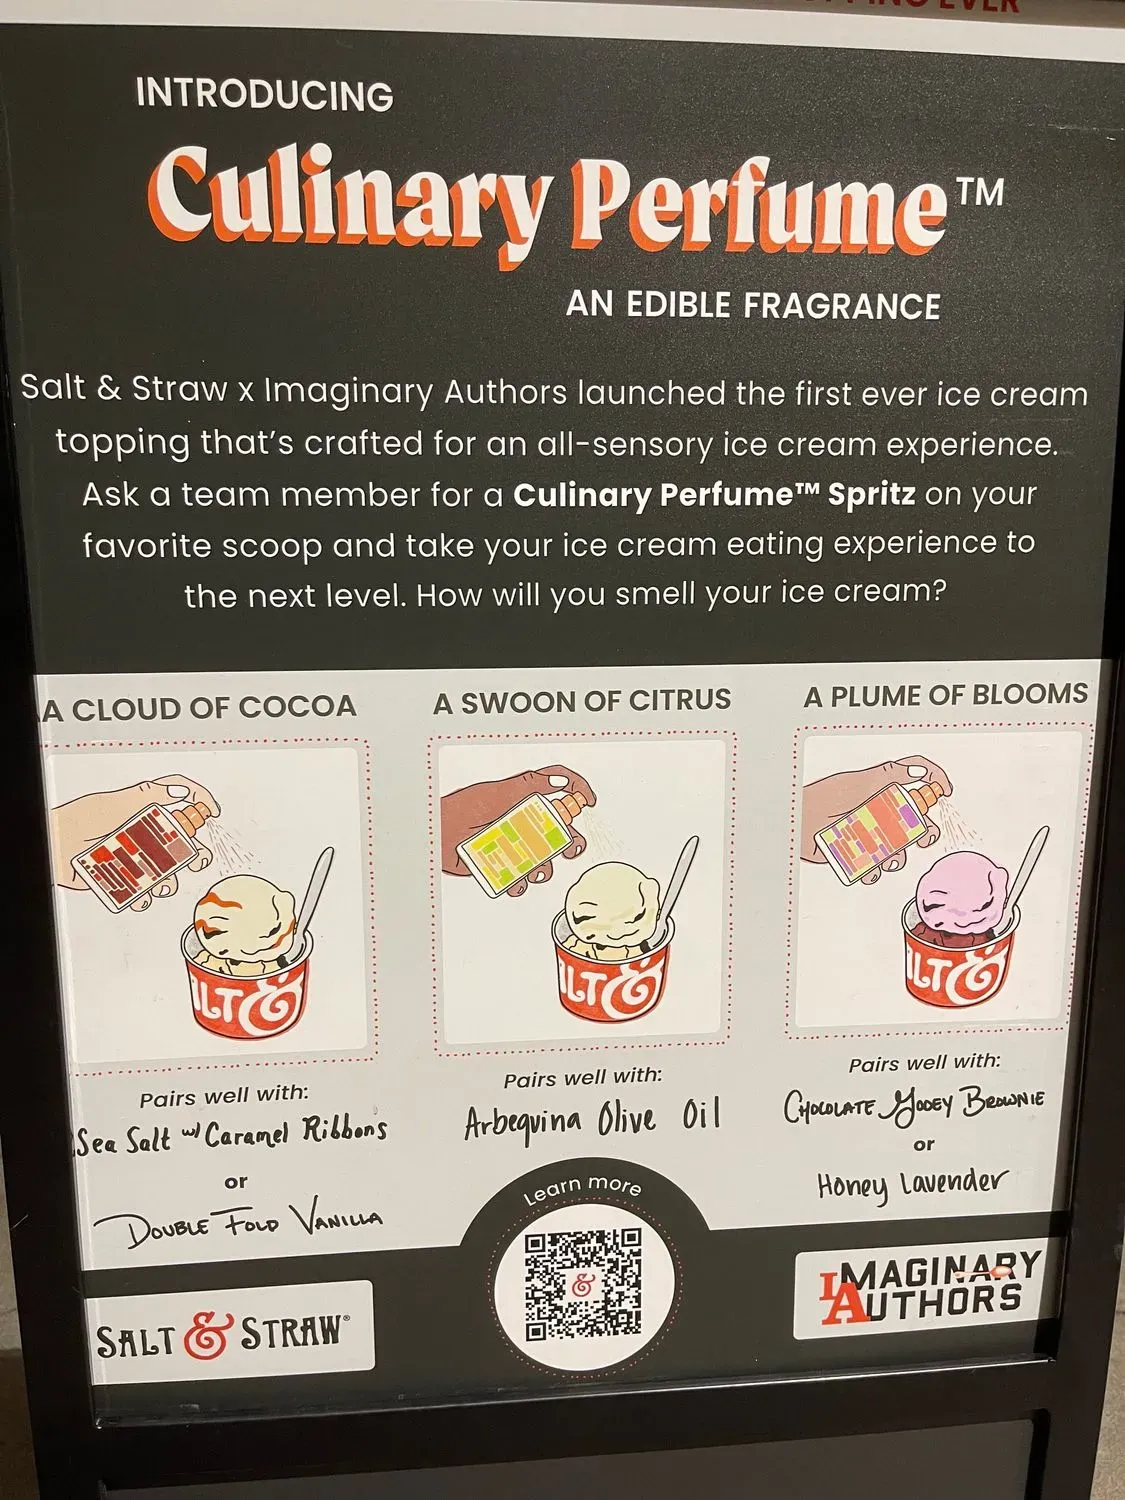 EVER
INTRODUCING
Culinary Perfume™
AN EDIBLE FRAGRANCE
Salt & Straw x Imaginary Authors launched the first ever ice cream
topping that's crafted for an all-sensory ice cream experience.
Ask a team member for a Culinary Perfume™ Spritz on your
favorite scoop and take your ice cream eating experience to
the next level. How will you smell your ice cream?
A CLOUD OF COCOA
A SWOON OF CITRUS
A PLUME OF BLOOMS
LT&
LT&
LT&
Pairs well with:
Sea Salt w/ Caramel Ribbons
or
DOUBLE FOLD VANILLA
Pairs well with:
Arbequina Olive Oil
Pairs well with:
CHOCOLATE GOOEY BROWNIE
or
Honey Lavender
Learn more
&
SALT & STRAW®
IMAGINARY
AUTHORS